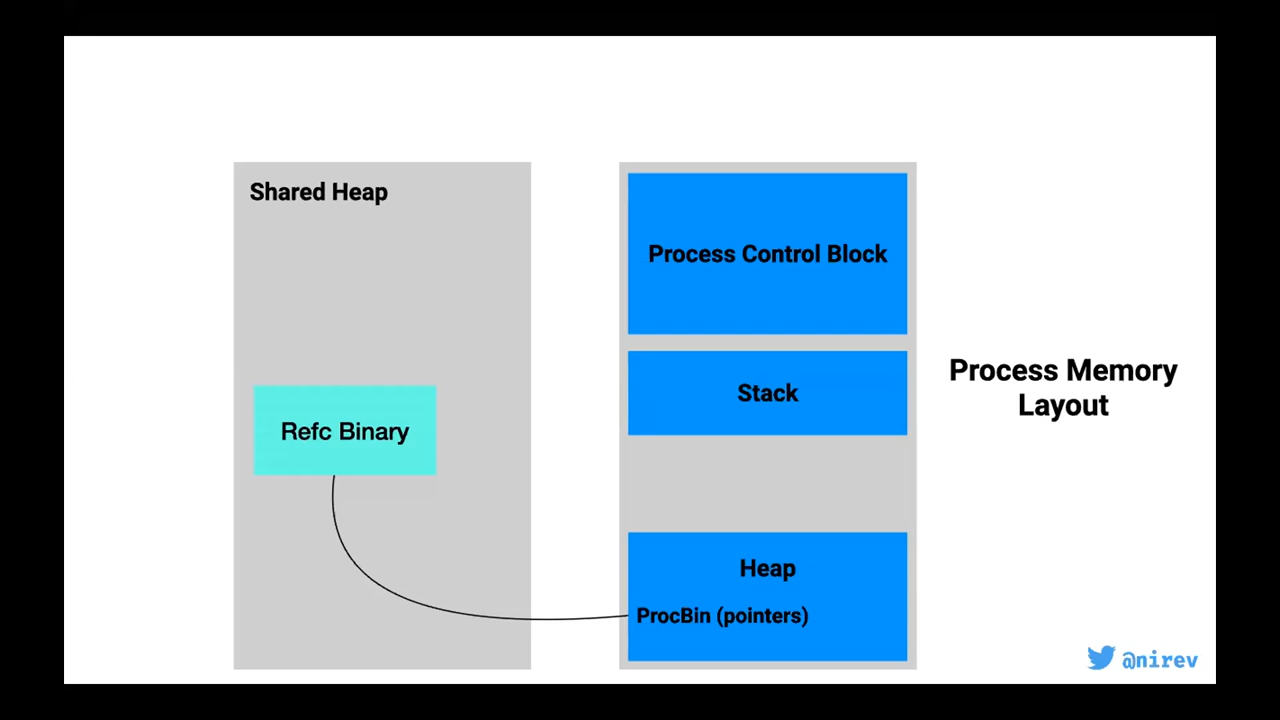 Shared Heap
Refc Binary
Process Control Block
Stack
Heap
ProcBin (pointers)
Process Memory
Layout
@nirev